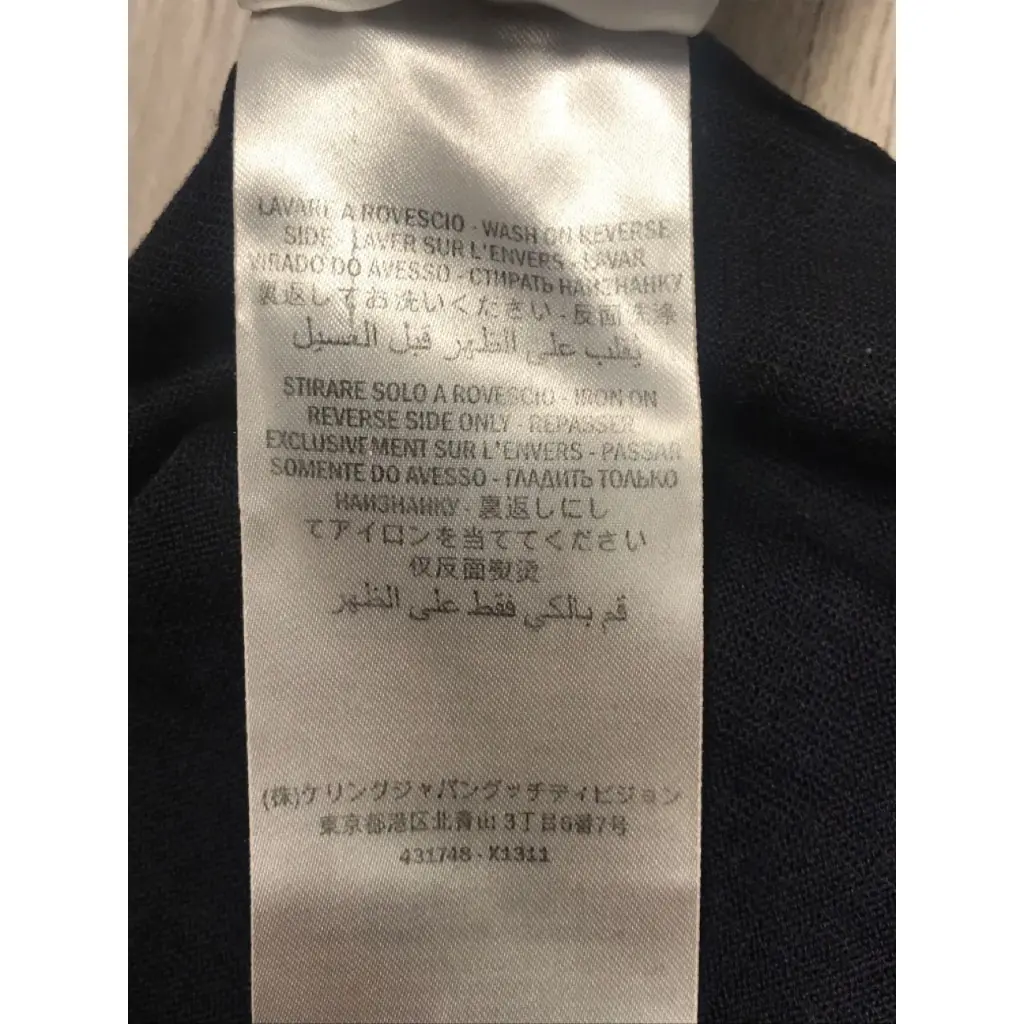 LAVARE A ROVESCIO - WASH ON REVERSE
SIDE - LAVER SUR L'ENVERS - LAVAR
VIRADO DO AVESSO - СТИРАТЬ НАИЗНАНКУ
裏返してお洗いください - 反面洗涤
يُقلب على الظهر قبل الغسيل
STIRARE SOLO A ROVESCIO - IRON ON
REVERSE SIDE ONLY - REPASSER
EXCLUSIVEMENT SUR L'ENVERS - PASSAR
SOMENTE DO AVESSO - ГЛАДИТЬ ТОЛЬКО
НАИЗНАНКУ - 裏返しにし
てアイロンを当ててください
仅反面熨烫
قم بالكي فقط على الظهر
(株)ケリングジャパングッチディビジョン
東京都港区北青山3丁目6番7号
431748 - X1311